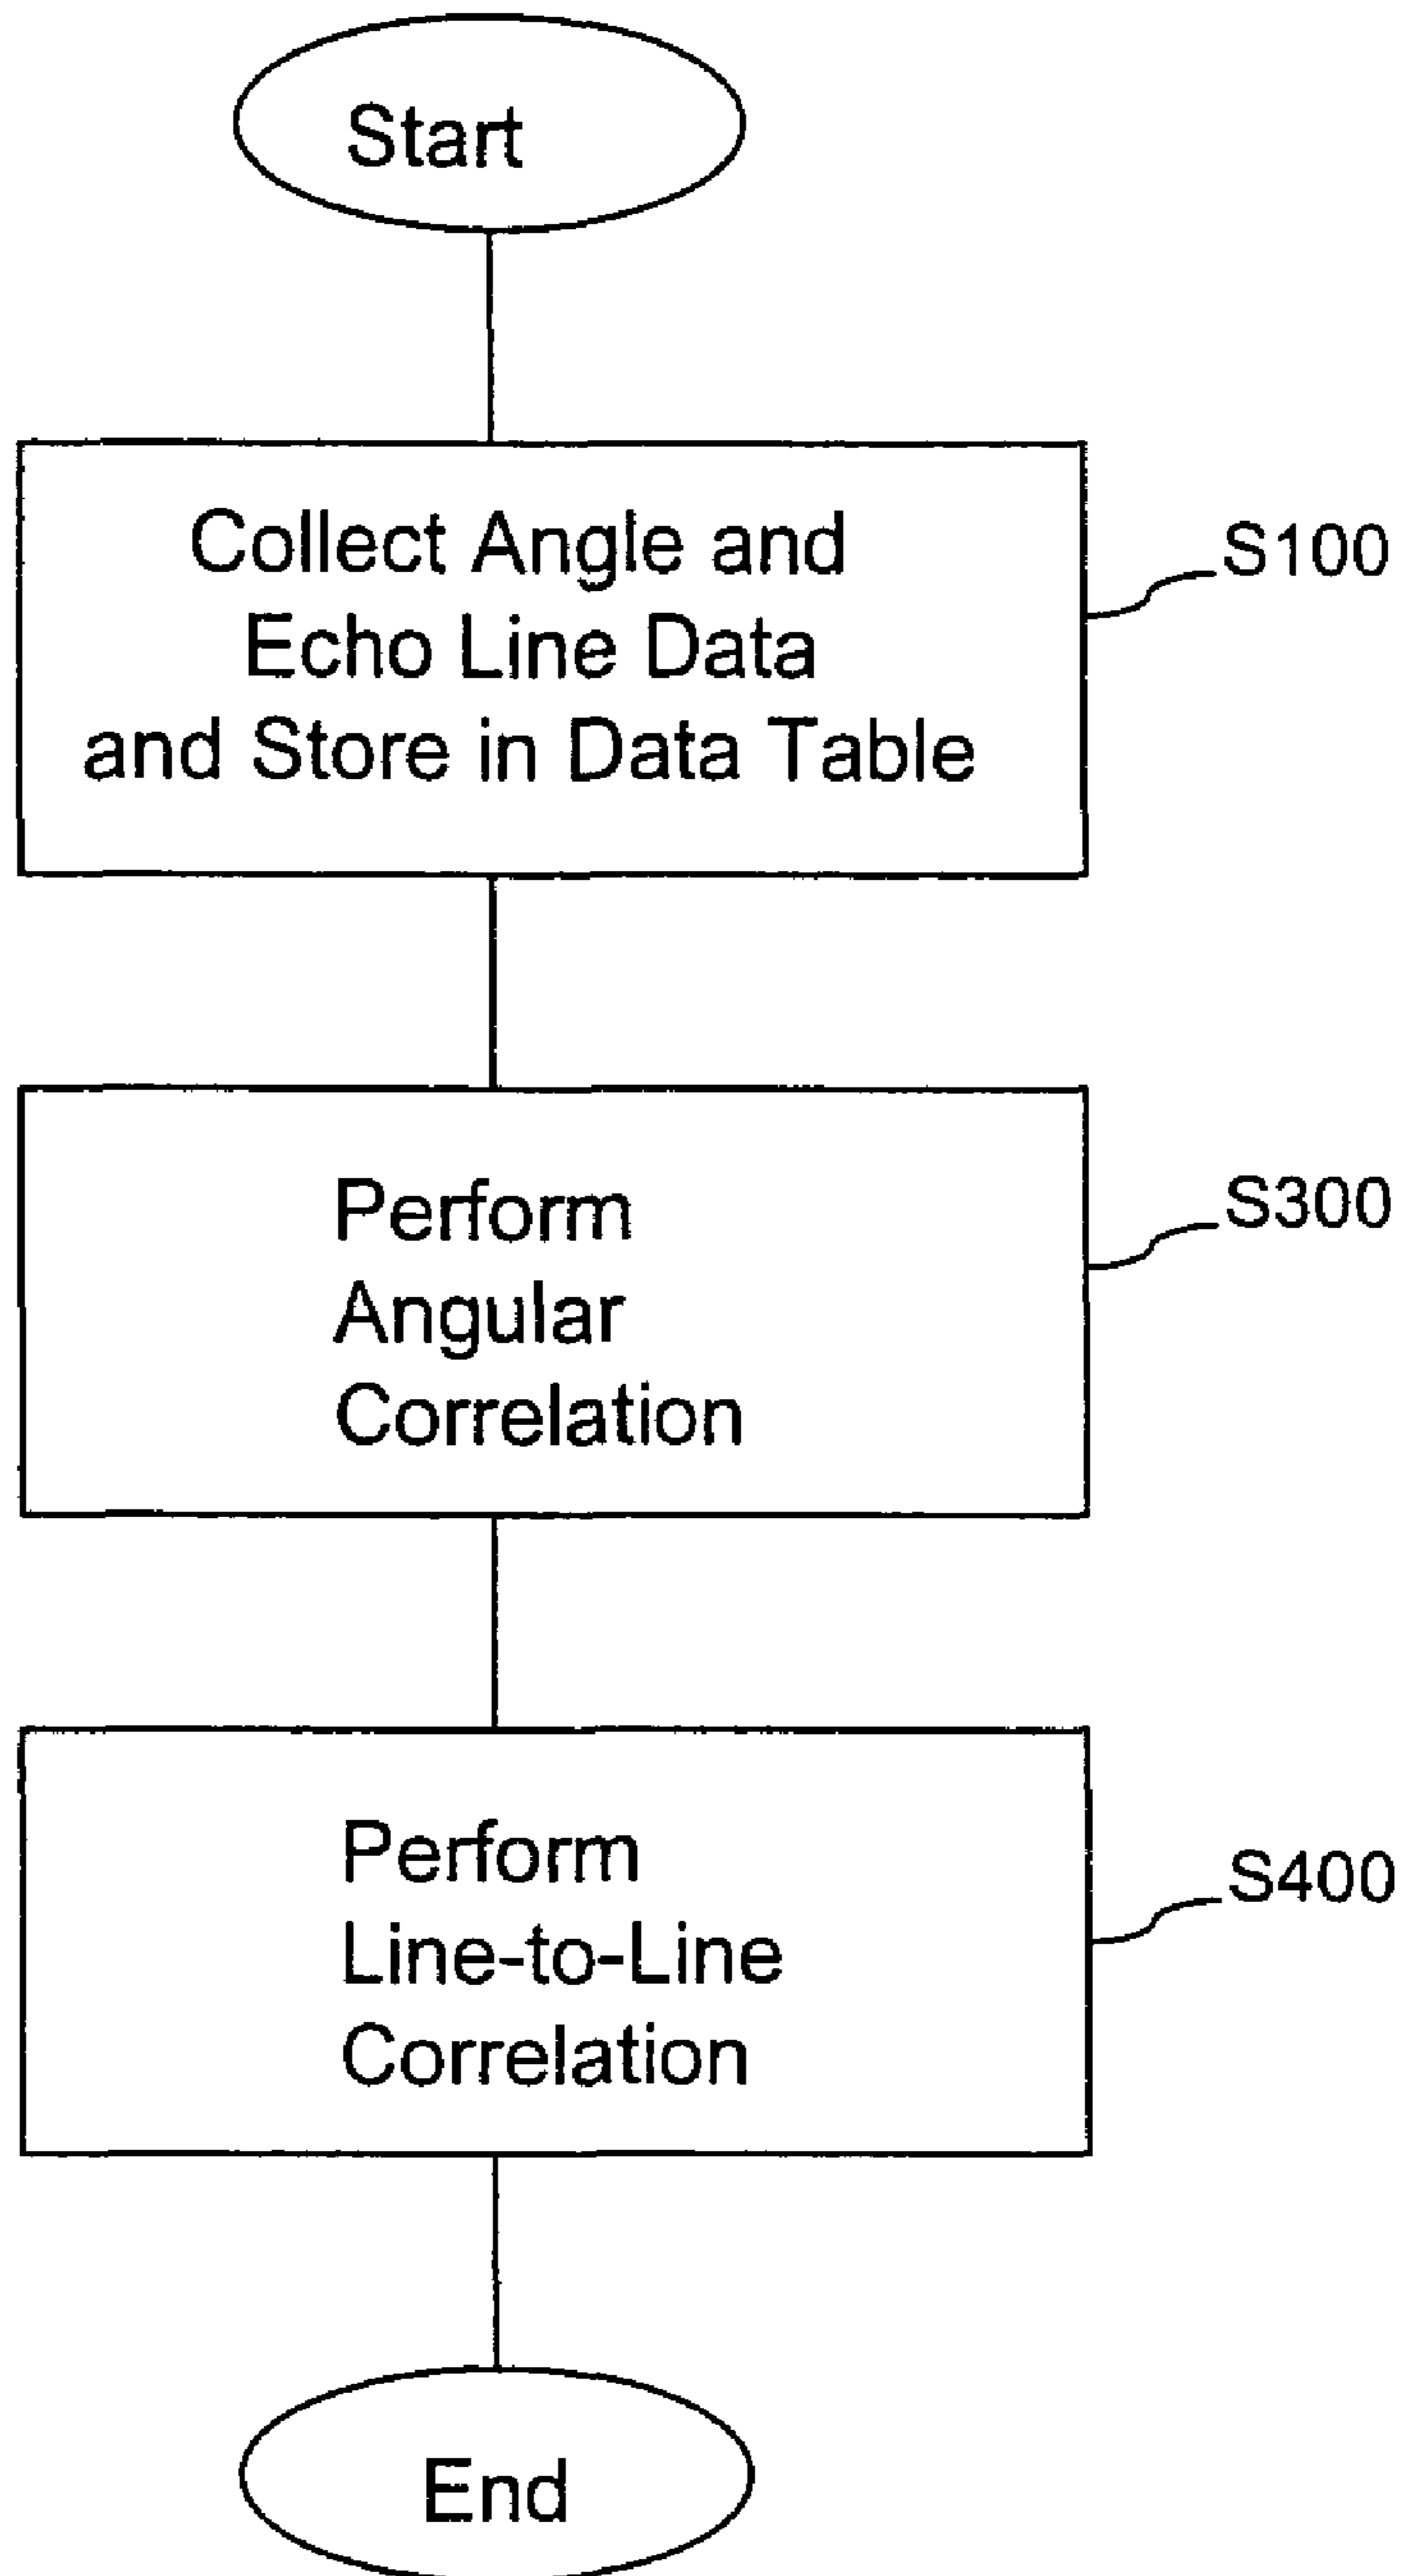 Start
Collect Angle and
Echo Line Data
and Store in Data Table
S100
Perform
Angular
Correlation
S300
Perform
Line-to-Line
Correlation
S400
End